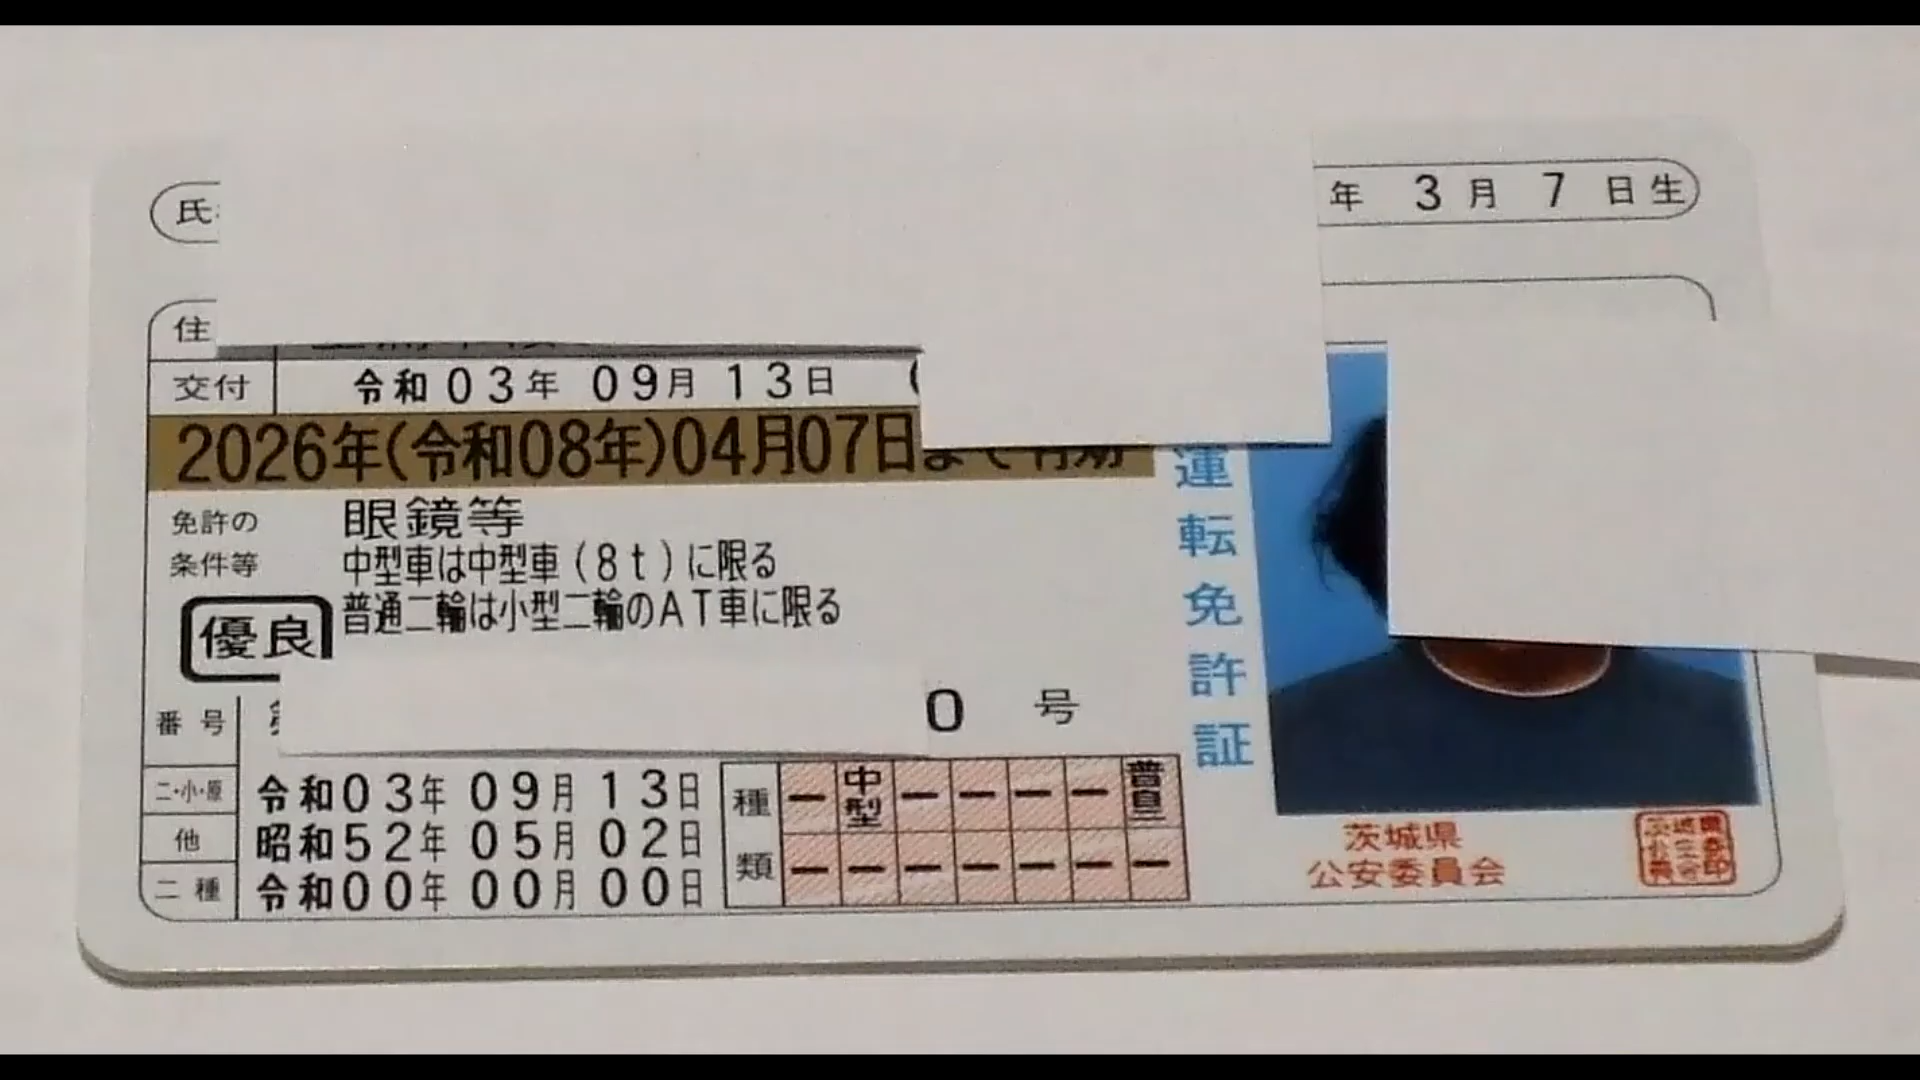 氏
年 3月 7日生
住
交付 令和03年 09月 13日
2026年(令和08年)04月07日まで有効
免許の
条件等
眼鏡等
中型車は中型車(8t)に限る
普通二輪は小型二輪のAT車に限る
優良
番号 0 号
二・小・原 令和03年 09月 13日
他 昭和52年 05月 02日
二種 令和00年 00月 00日
種類
中型
運転免許証
茨城県
公安委員会